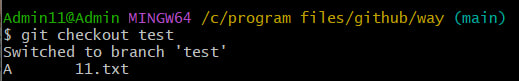 Admin11@Admin MINGW64 /c/program files/github/way (main)
$ git checkout test
Switched to branch 'test'
A       11.txt